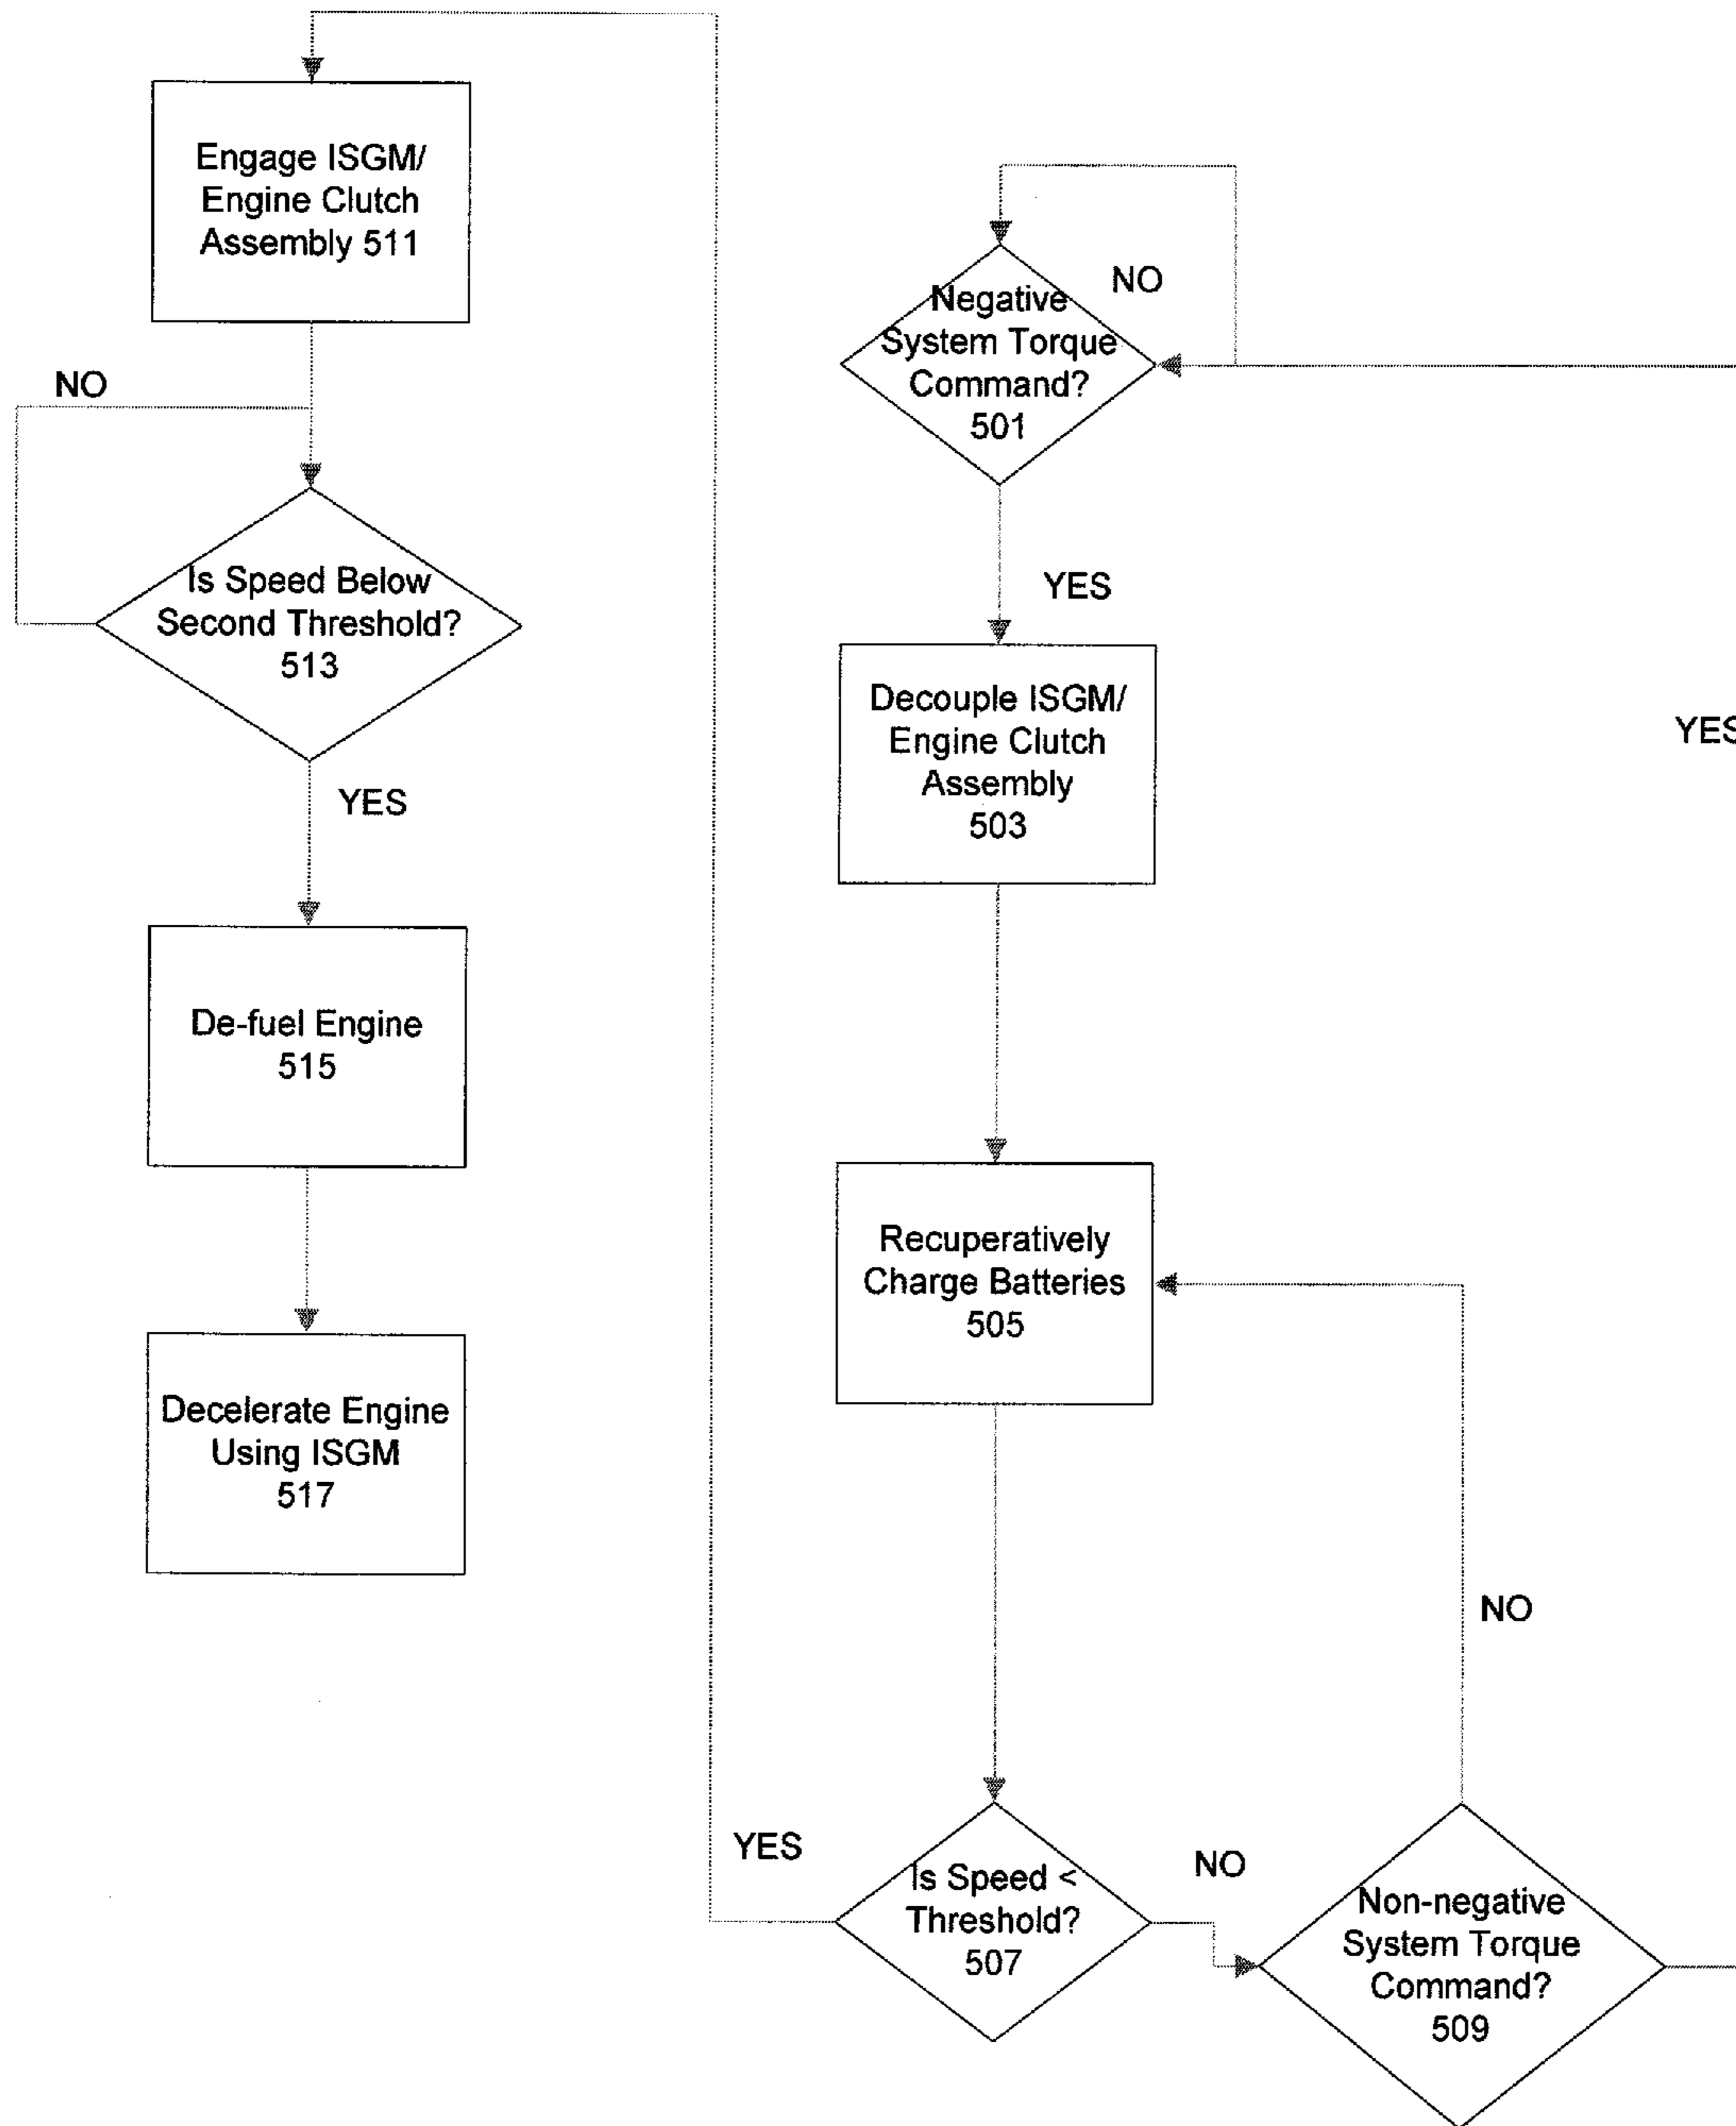 Engage ISGM/
Engine Clutch
Assembly 511
NO
Is Speed Below
Second Threshold?
513
YES
De-fuel Engine
515
Decelerate Engine
Using ISGM
517
NO
Negative
System Torque
Command?
501
YES
Decouple ISGM/
Engine Clutch
Assembly
503
YES
Recuperatively
Charge Batteries
505
NO
YES
Is Speed <
Threshold?
507
NO
Non-negative
System Torque
Command?
509